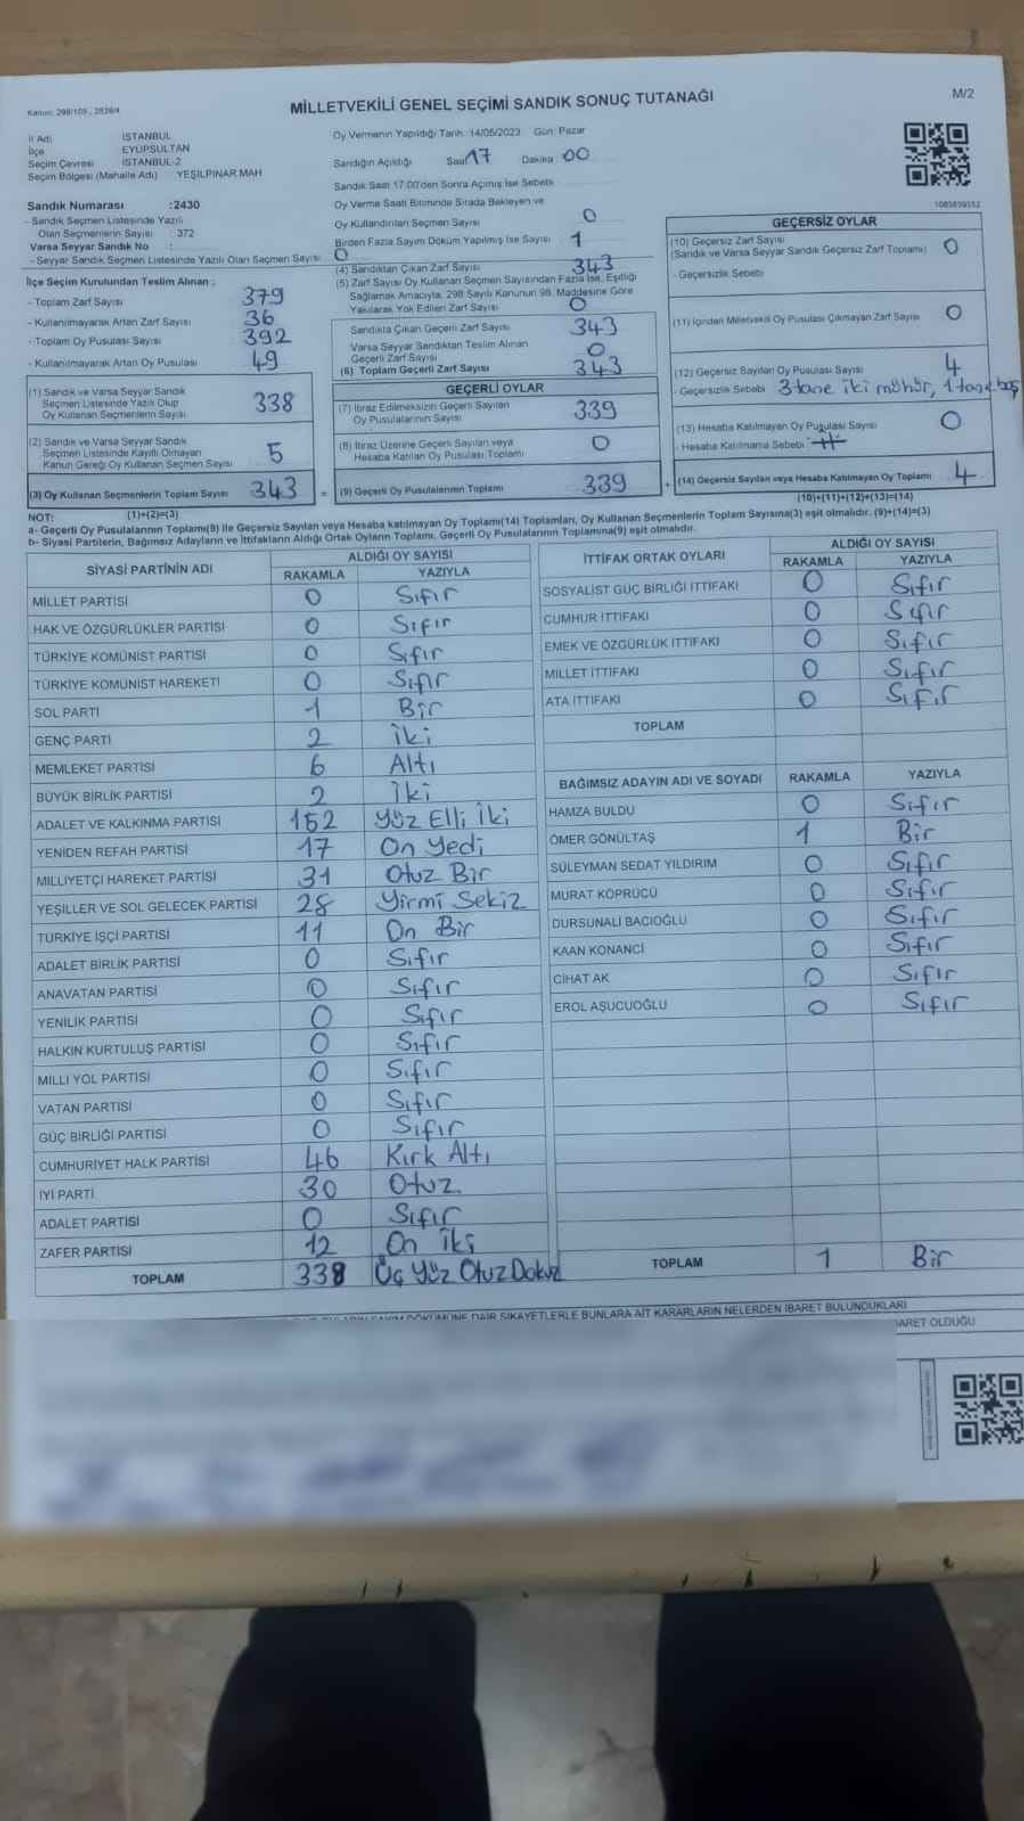 Kanun: 298/105, 2839/4
MİLLETVEKİLİ GENEL SEÇİMİ SANDIK SONUÇ TUTANAĞI
M/2
İl Adı İSTANBUL
İlçe EYÜPSULTAN
Seçim Çevresi İSTANBUL-2
Seçim Bölgesi (Mahalle Adı) YEŞİLPINAR MAH
Sandık Numarası :2430
- Sandık Seçmen Listesinde Yazılı
Olan Seçmenlerin Sayısı : 372
Varsa Seyyar Sandık No :
- Seyyar Sandık Seçmen Listesinde Yazılı Olan Seçmen Sayısı : 0
İlçe Seçim Kurulundan Teslim Alınan :
- Toplam Zarf Sayısı 379
- Kullanılmayarak Artan Zarf Sayısı 36
- Toplam Oy Pusulası Sayısı 392
- Kullanılmayarak Artan Oy Pusulası 49
(1) Sandık ve Varsa Seyyar Sandık
Seçmen Listesinde Yazılı Olup
Oy Kullanan Seçmenlerin Sayısı 338
(2) Sandık ve Varsa Seyyar Sandık
Seçmen Listesinde Kayıtlı Olmayan
Kanun Gereği Oy Kullanan Seçmen Sayısı 5
(3) Oy Kullanan Seçmenlerin Toplam Sayısı 343 =
(1)+(2)=(3)
Oy Vermenin Yapıldığı Tarih: 14/05/2023 Gün: Pazar
Sandığın Açıldığı Saat 17 Dakika 00
Sandık Saat 17.00'den Sonra Açılmış İse Sebebi
Oy Verme Saati Bitiminde Sırada Bekleyen ve
Oy Kullandırılan Seçmen Sayısı 0
Birden Fazla Sayım Döküm Yapılmış İse Sayısı 1
(4) Sandıktan Çıkan Zarf Sayısı 343
(5) Zarf Sayısı Oy Kullanan Seçmen Sayısından Fazla İse, Eşitliği
Sağlamak Amacıyla, 298 Sayılı Kanunun 98. Maddesine Göre
Yakılarak Yok Edilen Zarf Sayısı 0
Sandıkta Çıkan Geçerli Zarf Sayısı 343
Varsa Seyyar Sandıktan Teslim Alınan
Geçerli Zarf Sayısı 0
(6) Toplam Geçerli Zarf Sayısı 343
GEÇERLİ OYLAR
(7) İtiraz Edilmeksizin Geçerli Sayılan
Oy Pusulalarının Sayısı 339
(8) İtiraz Üzerine Geçerli Sayılan veya
Hesaba Katılan Oy Pusulası Toplamı 0
(9) Geçerli Oy Pusulalarının Toplamı 339 +
1003899352
GEÇERSİZ OYLAR
(10) Geçersiz Zarf Sayısı
(Sandık ve Varsa Seyyar Sandık Geçersiz Zarf Toplamı) 0
- Geçersizlik Sebebi
(11) İçinden Milletvekili Oy Pusulası Çıkmayan Zarf Sayısı 0
(12) Geçersiz Sayılan Oy Pusulası Sayısı 4
- Geçersizlik Sebebi 3 tane iki mühür, 1 tane boş
(13) Hesaba Katılmayan Oy Pusulası Sayısı 0
- Hesaba Katılmama Sebebi
(14) Geçersiz Sayılan veya Hesaba Katılmayan Oy Toplamı 4
(10)+(11)+(12)+(13)=(14)
NOT:
a- Geçerli Oy Pusulalarının Toplamı(9) ile Geçersiz Sayılan veya Hesaba katılmayan Oy Toplamı(14) Toplamları, Oy Kullanan Seçmenlerin Toplam Sayısına(3) eşit olmalıdır. (9)+(14)=(3)
b- Siyasi Partilerin, Bağımsız Adayların ve İttifakların Aldığı Ortak Oyların Toplamı, Geçerli Oy Pusulalarının Toplamına(9) eşit olmalıdır.
SİYASİ PARTİNİN ADI ALDIĞI OY SAYISI
RAKAMLA YAZIYLA
MİLLET PARTİSİ 0 Sıfır
HAK VE ÖZGÜRLÜKLER PARTİSİ 0 Sıfır
TÜRKİYE KOMÜNİST PARTİSİ 0 Sıfır
TÜRKİYE KOMÜNİST HAREKETİ 0 Sıfır
SOL PARTİ 1 Bir
GENÇ PARTİ 2 İki
MEMLEKET PARTİSİ 6 Altı
BÜYÜK BİRLİK PARTİSİ 2 İki
ADALET VE KALKINMA PARTİSİ 152 Yüz Elli İki
YENİDEN REFAH PARTİSİ 17 On Yedi
MİLLİYETÇİ HAREKET PARTİSİ 31 Otuz Bir
YEŞİLLER VE SOL GELECEK PARTİSİ 28 Yirmi Sekiz
TÜRKİYE İŞÇİ PARTİSİ 11 On Bir
ADALET BİRLİK PARTİSİ 0 Sıfır
ANAVATAN PARTİSİ 0 Sıfır
YENİLİK PARTİSİ 0 Sıfır
HALKIN KURTULUŞ PARTİSİ 0 Sıfır
MİLLİ YOL PARTİSİ 0 Sıfır
VATAN PARTİSİ 0 Sıfır
GÜÇ BİRLİĞİ PARTİSİ 0 Sıfır
CUMHURİYET HALK PARTİSİ 46 Kırk Altı
İYİ PARTİ 30 Otuz
ADALET PARTİSİ 0 Sıfır
ZAFER PARTİSİ 12 On İki
TOPLAM 338 Üç Yüz Otuz Dokuz
İTTİFAK ORTAK OYLARI ALDIĞI OY SAYISI
RAKAMLA YAZIYLA
SOSYALİST GÜÇ BİRLİĞİ İTTİFAKI 0 Sıfır
CUMHUR İTTİFAKI 0 Sıfır
EMEK VE ÖZGÜRLÜK İTTİFAKI 0 Sıfır
MİLLET İTTİFAKI 0 Sıfır
ATA İTTİFAKI 0 Sıfır
TOPLAM
BAĞIMSIZ ADAYIN ADI VE SOYADI RAKAMLA YAZIYLA
HAMZA BULDU 0 Sıfır
ÖMER GÖNÜLTAŞ 1 Bir
SÜLEYMAN SEDAT YILDIRIM 0 Sıfır
MURAT KÖPRÜCÜ 0 Sıfır
DURSUNALİ BACIOĞLU 0 Sıfır
KAAN KONANCİ 0 Sıfır
CİHAT AK 0 Sıfır
EROL AŞUCUOĞLU 0 Sıfır
TOPLAM 1 Bir
DÖKÜMÜNE DAİR ŞİKAYETLERLE BUNLARA AİT KARARLARIN NELERDEN İBARET BULUNDUKLARI
BARET OLDUĞU